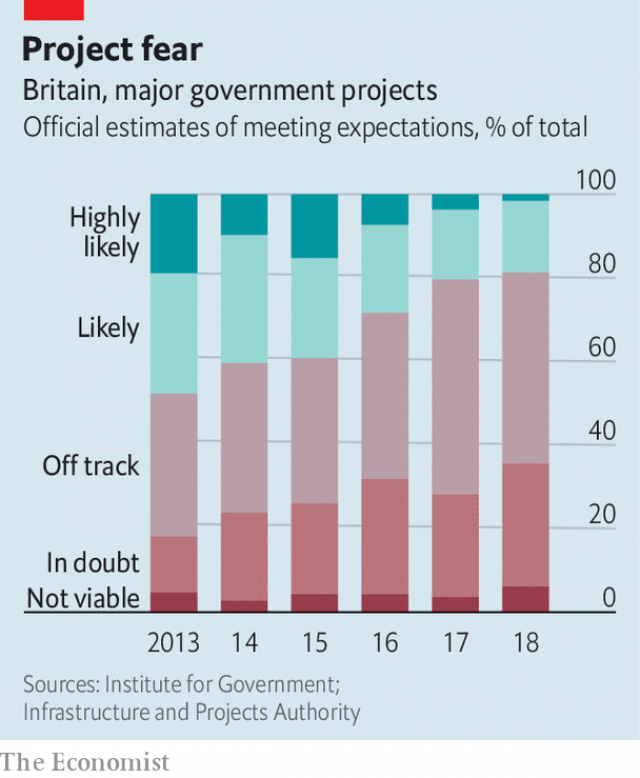 Project fear
Britain, major government projects
Official estimates of meeting expectations, % of total
100
Highly
likely
80
Likely
60
40
Off track
20
In doubt
Not viable
0
2013 14 15 16 17 18
Sources: Institute for Government;
Infrastructure and Projects Authority
The Economist